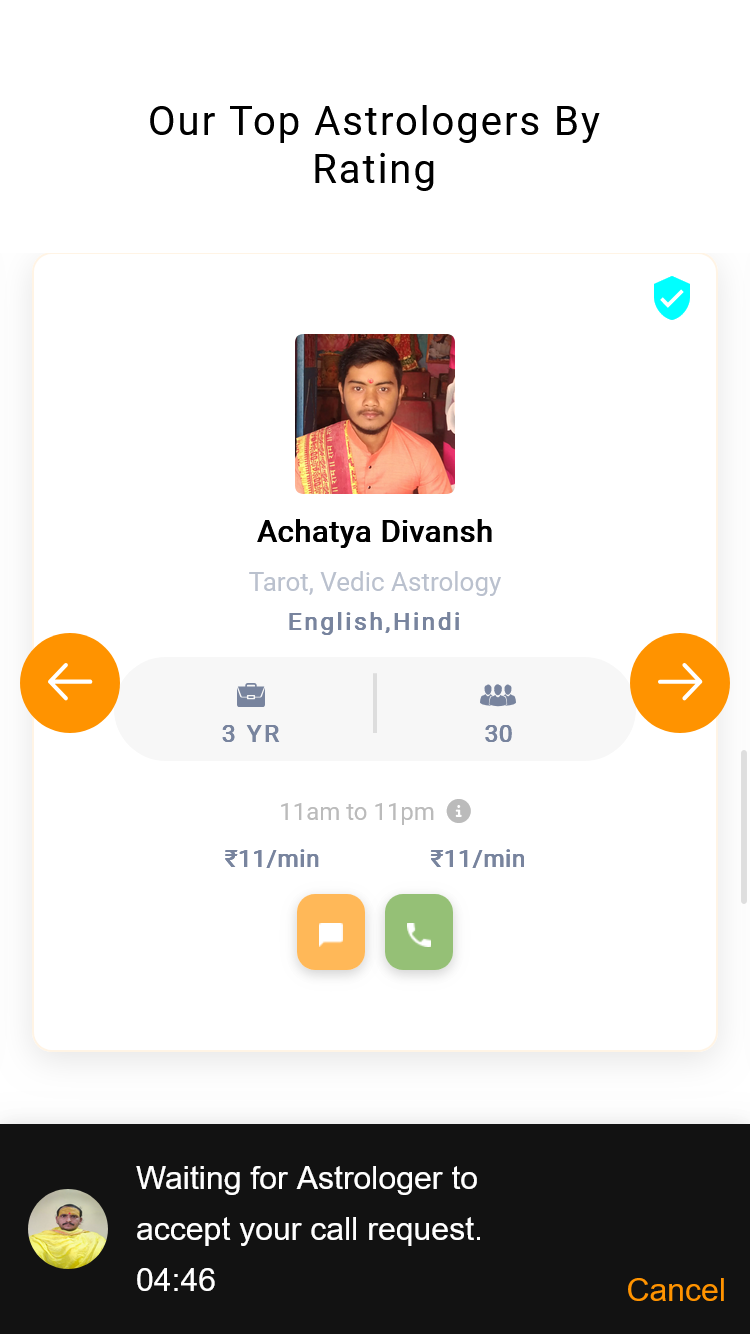 Our Top Astrologers By
Rating
Achatya Divansh
Tarot, Vedic Astrology
English,Hindi
3 YR
30
11am to 11pm
₹11/min
₹11/min
Waiting for Astrologer to
accept your call request.
04:46
Cancel